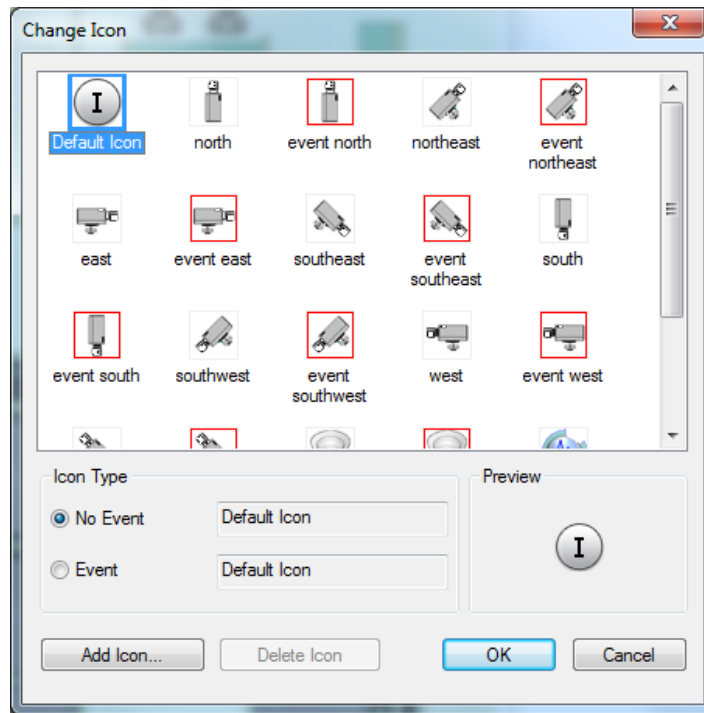 Change Icon
I
Default Icon
north
event north
northeast
event
northeast
east
event east
southeast
event
southeast
south
event south
southwest
event
southwest
west
event west
Icon Type
No Event
Default Icon
Event
Default Icon
Preview
I
Add Icon...
Delete Icon
OK
Cancel